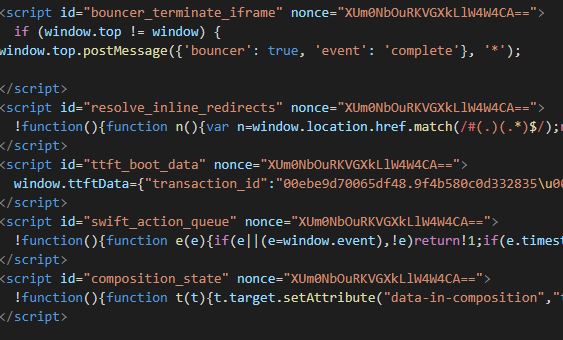 <script id="bouncer_terminate_iframe" nonce="XUm0NbOuRKVGXkLlW4W4CA==">
if (window.top != window) {
window.top.postMessage({'bouncer': true, 'event': 'complete'}, '*');
</script>
<script id="resolve_inline_redirects" nonce="XUm0NbOuRKVGXkLlW4W4CA==">
!function(){function n(){var n=window.location.href.match(/#(.)(.*)$/);
</script>
<script id="ttft_boot_data" nonce="XUm0NbOuRKVGXkLlW4W4CA==">
window.ttftData={"transaction_id":"00ebe9d70065df48.9f4b580c0d332835\u00
<script id="swift_action_queue" nonce="XUm0NbOuRKVGXkLlW4W4CA==">
!function(){function e(e){if(e||(e=window.event),!e)return!1;if(e.timest
<script id="composition_state" nonce="XUm0NbOuRKVGXkLlW4W4CA==">
!function(){function t(t){t.target.setAttribute("data-in-composition","
</script>